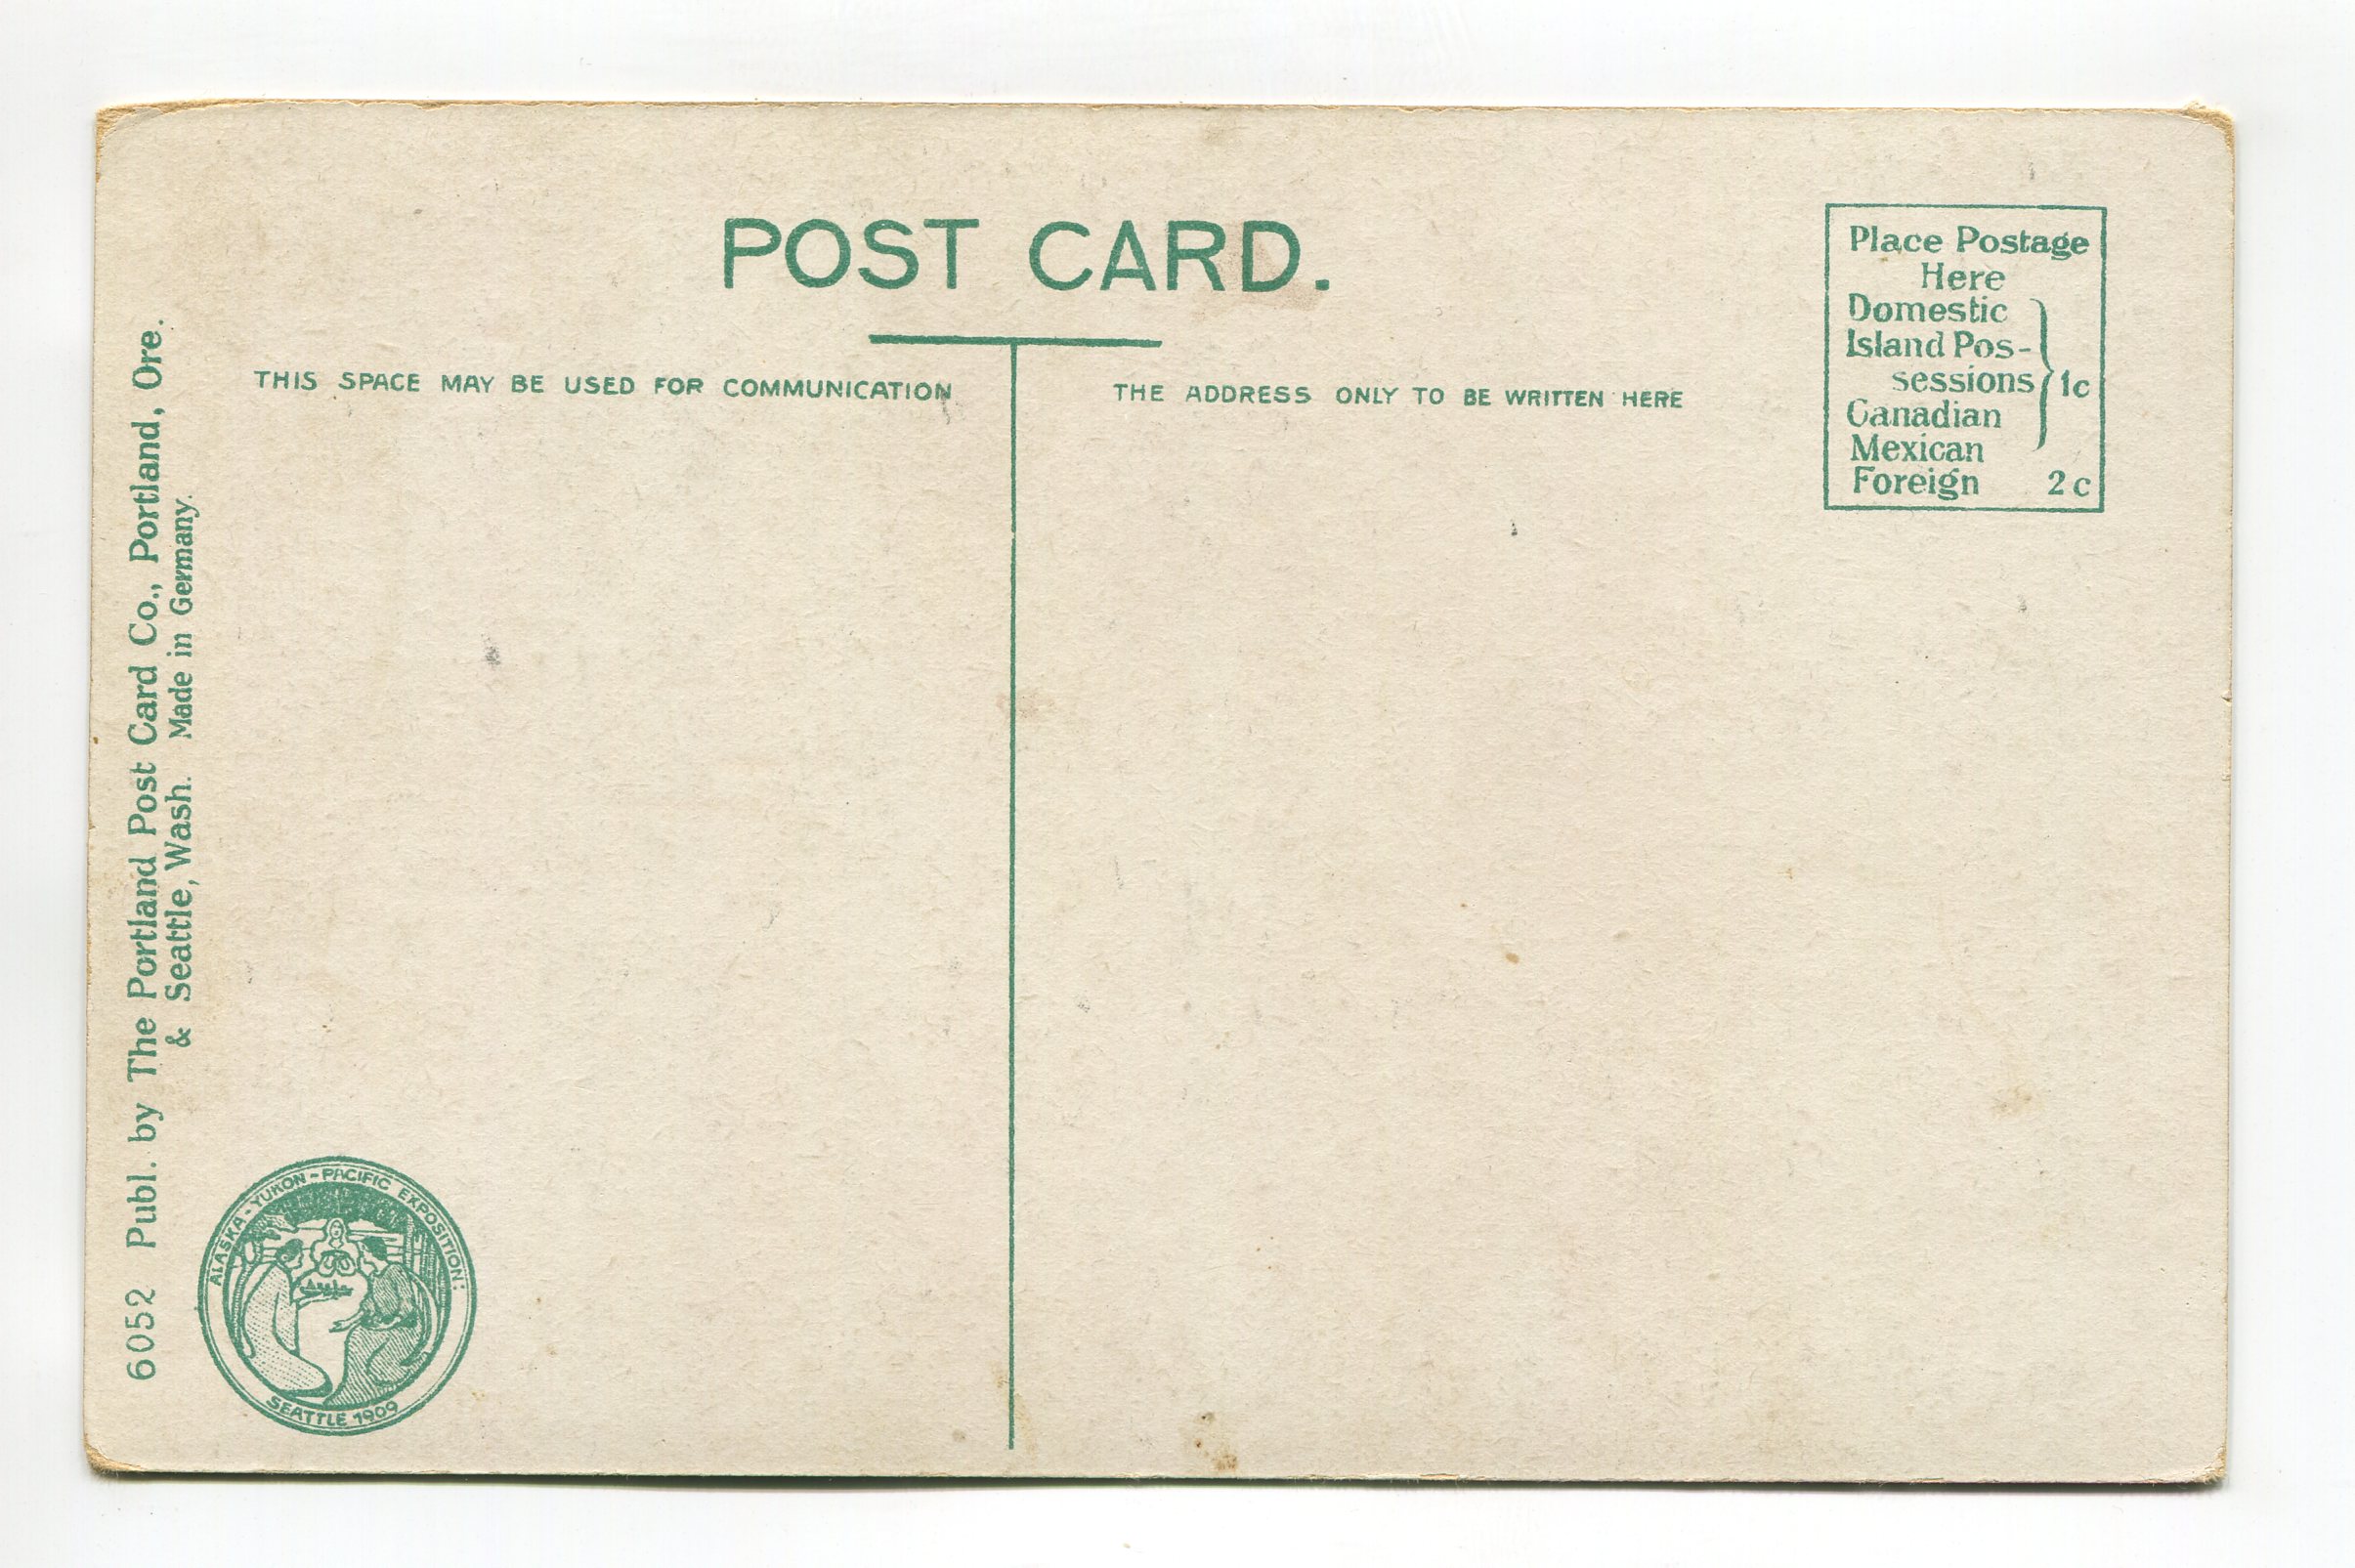 POST CARD.
THIS SPACE MAY BE USED FOR COMMUNICATION
THE ADDRESS ONLY TO BE WRITTEN HERE
Place Postage
Here
Domestic
Island Pos-
sessions
Canadian
Mexican
1c
Foreign 2c
6052 Publ. by The Portland Post Card Co., Portland, Ore.
& Seattle, Wash. Made in Germany.
ALASKA-YUKON-PACIFIC EXPOSITION:
SEATTLE 1909